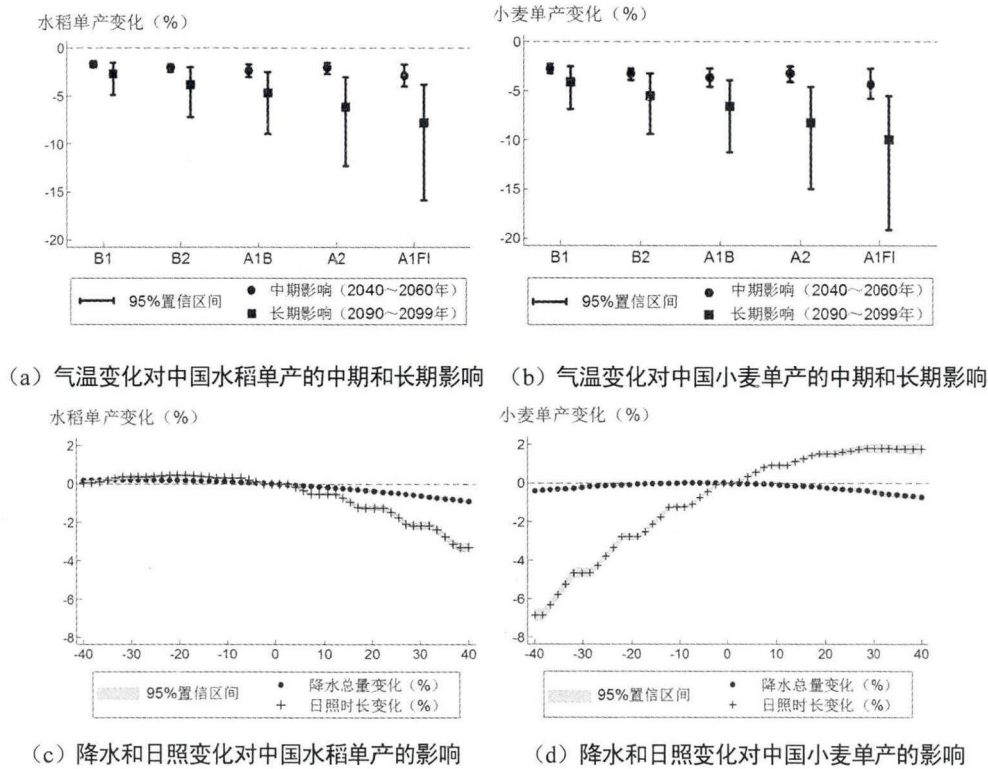 水稻单产变化（%）
0
-5
-10
-15
-20
B1 B2 A1B A2 A1FI
95%置信区间
中期影响（2040～2060年）
长期影响（2090～2099年）
（a）气温变化对中国水稻单产的中期和长期影响
小麦单产变化（%）
0
-5
-10
-15
-20
B1 B2 A1B A2 A1FI
95%置信区间
中期影响（2040～2060年）
长期影响（2090～2099年）
（b）气温变化对中国小麦单产的中期和长期影响
水稻单产变化（%）
2
0
-2
-4
-6
-8
-40 -30 -20 -10 0 10 20 30 40
95%置信区间
降水总量变化（%）
日照时长变化（%）
（c）降水和日照变化对中国水稻单产的影响
小麦单产变化（%）
2
0
-2
-4
-6
-8
-40 -30 -20 -10 0 10 20 30 40
95%置信区间
降水总量变化（%）
日照时长变化（%）
（d）降水和日照变化对中国小麦单产的影响